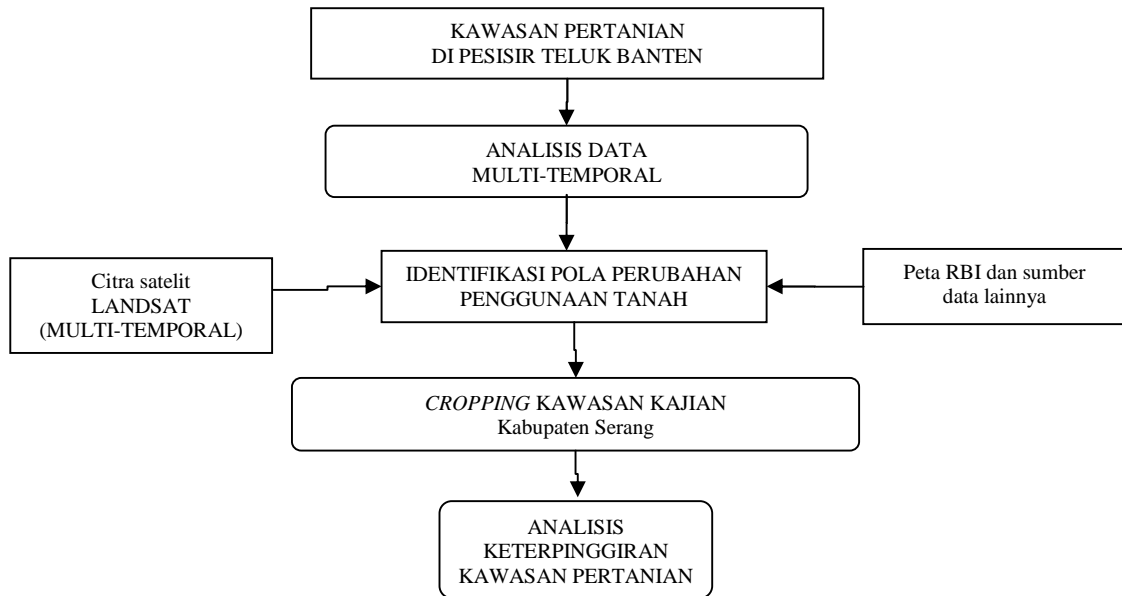 KAWASAN PERTANIAN
DI PESISIR TELUK BANTEN
ANALISIS DATA
MULTI-TEMPORAL
Citra satelit
LANDSAT
(MULTI-TEMPORAL)
IDENTIFIKASI POLA PERUBAHAN
PENGGUNAAN TANAH
Peta RBI dan sumber
data lainnya
CROPPING KAWASAN KAJIAN
Kabupaten Serang
ANALISIS
KETERPINGGIRAN
KAWASAN PERTANIAN